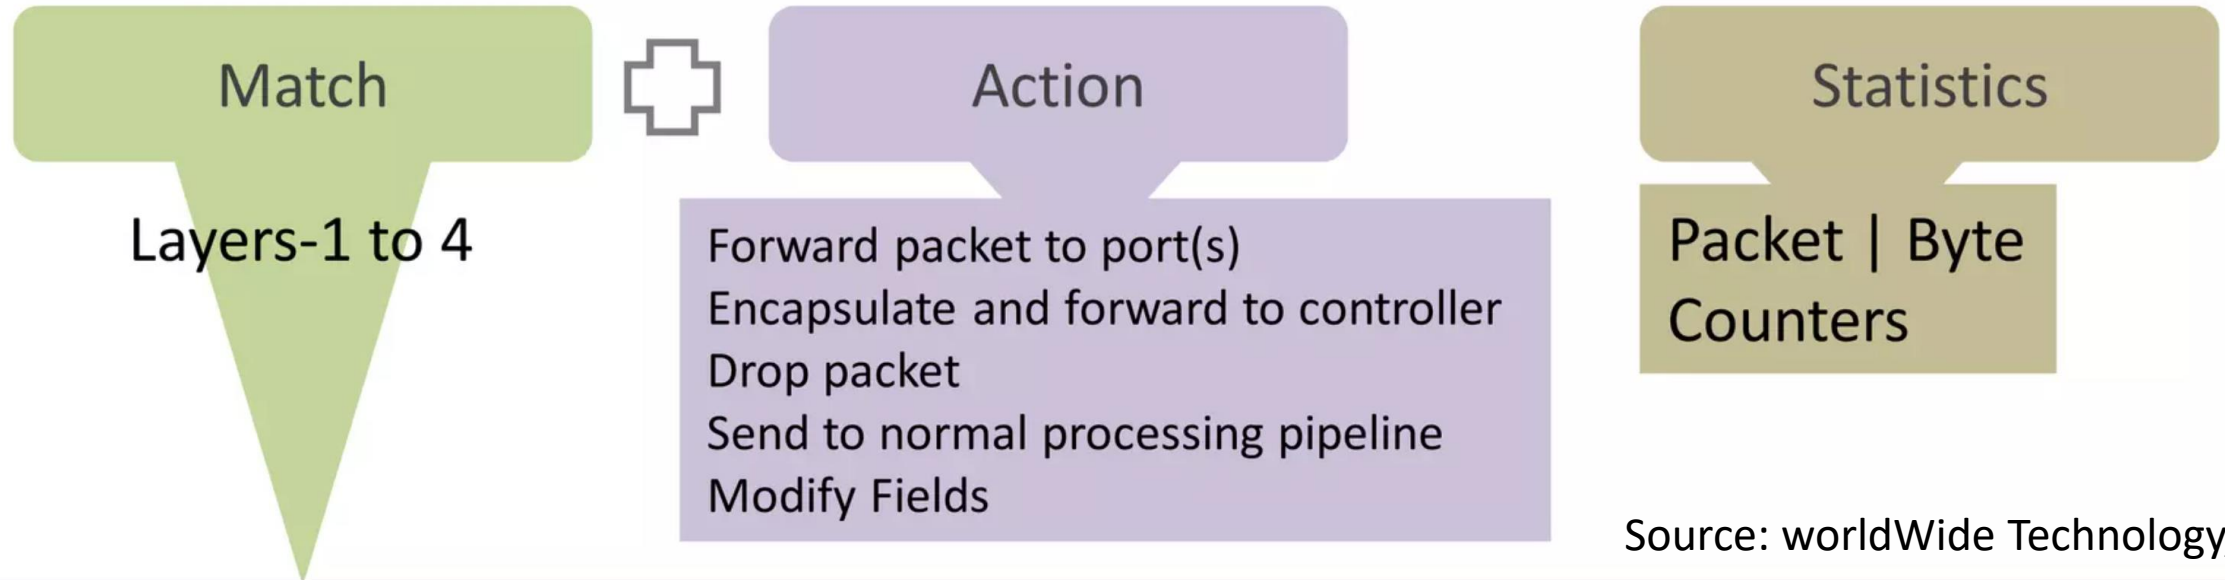 Match
Action
Statistics
Layers-1 to 4
Forward packet to port(s)
Encapsulate and forward to controller
Drop packet
Send to normal processing pipeline
Modify Fields
Packet | Byte
Counters
Source: worldWide Technology,